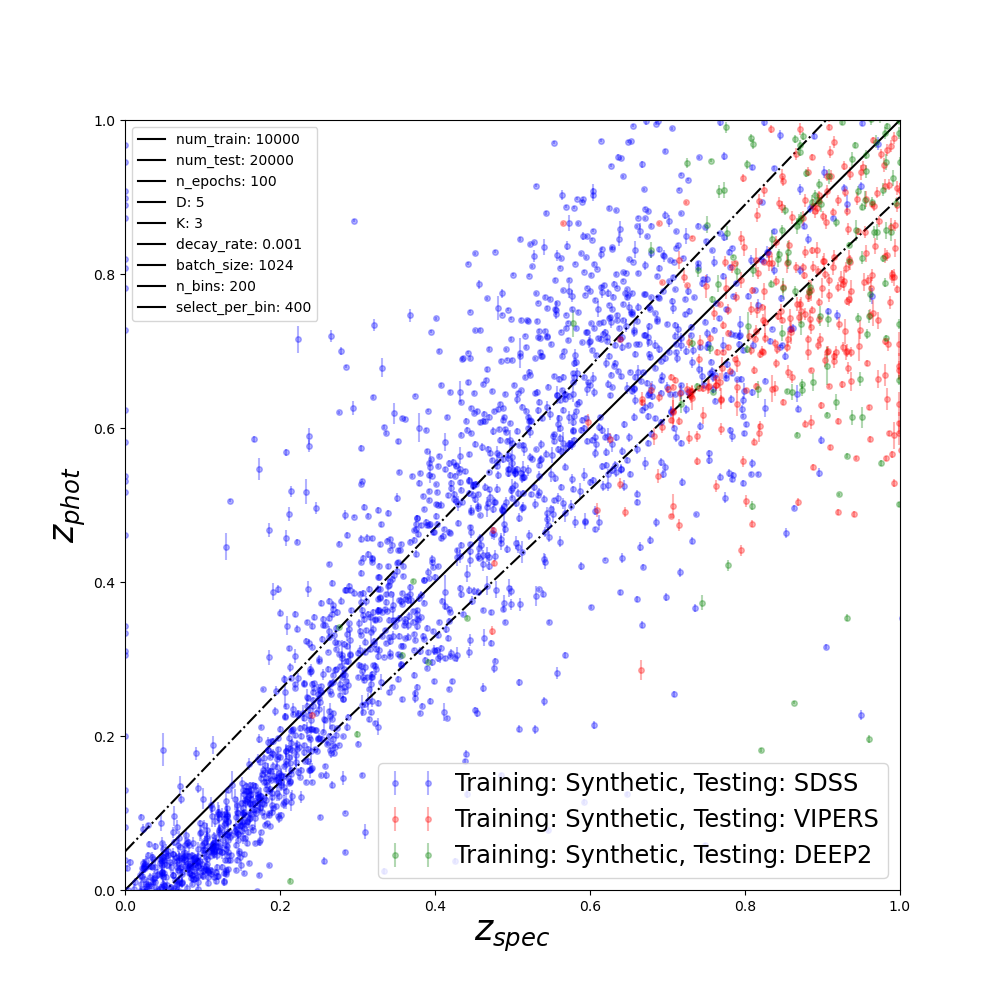 num_train: 10000
num_test: 20000
n_epochs: 100
D: 5
K: 3
decay_rate: 0.001
batch_size: 1024
n_bins: 200
select_per_bin: 400
1.0
0.8
0.6
0.4
0.2
0.0
z_phot
Training: Synthetic, Testing: SDSS
Training: Synthetic, Testing: VIPERS
Training: Synthetic, Testing: DEEP2
0.0 0.2 0.4 0.6 0.8 1.0
z_spec